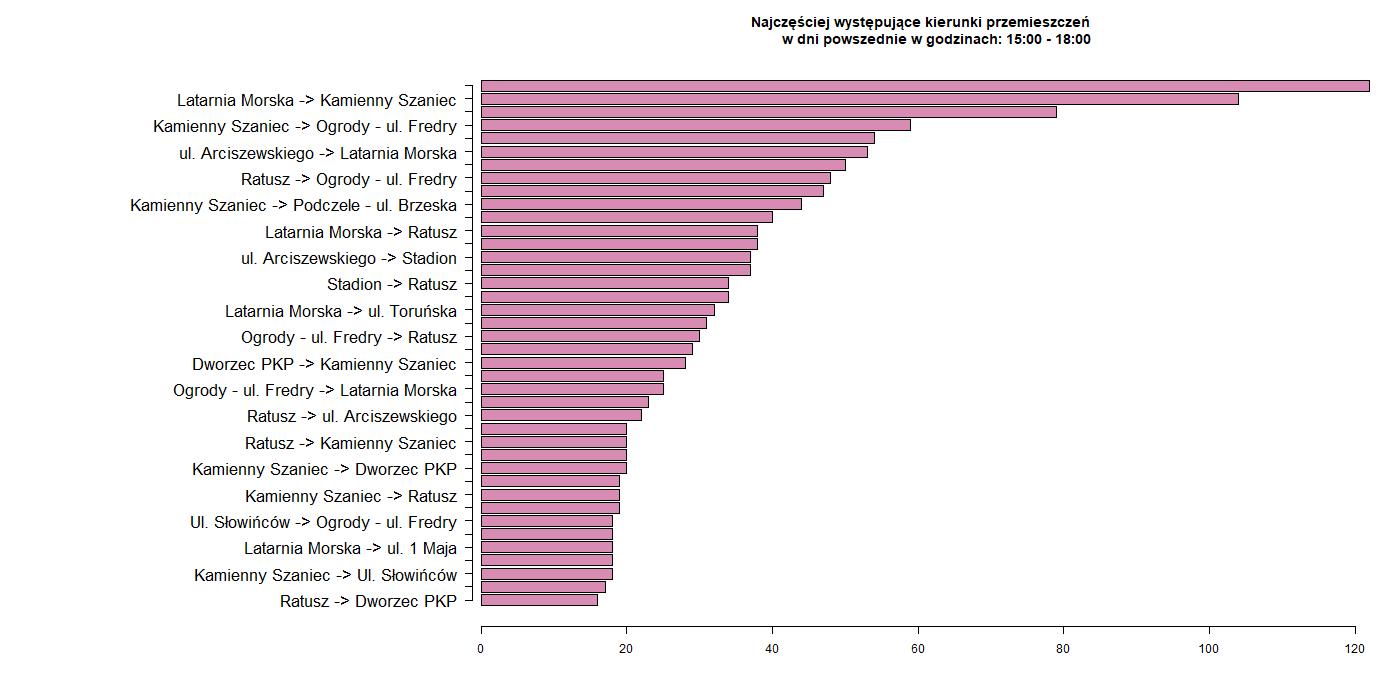 Najczęściej występujące kierunki przemieszczeń
w dni powszednie w godzinach: 15:00 - 18:00
Latarnia Morska -> Kamienny Szaniec
Kamienny Szaniec -> Ogrody - ul. Fredry
ul. Arciszewskiego -> Latarnia Morska
Ratusz -> Ogrody - ul. Fredry
Kamienny Szaniec -> Podczele - ul. Brzeska
Latarnia Morska -> Ratusz
ul. Arciszewskiego -> Stadion
Stadion -> Ratusz
Latarnia Morska -> ul. Toruńska
Ogrody - ul. Fredry -> Ratusz
Dworzec PKP -> Kamienny Szaniec
Ogrody - ul. Fredry -> Latarnia Morska
Ratusz -> ul. Arciszewskiego
Ratusz -> Kamienny Szaniec
Kamienny Szaniec -> Dworzec PKP
Kamienny Szaniec -> Ratusz
Ul. Słowińców -> Ogrody - ul. Fredry
Latarnia Morska -> ul. 1 Maja
Kamienny Szaniec -> Ul. Słowińców
Ratusz -> Dworzec PKP
0 20 40 60 80 100 120